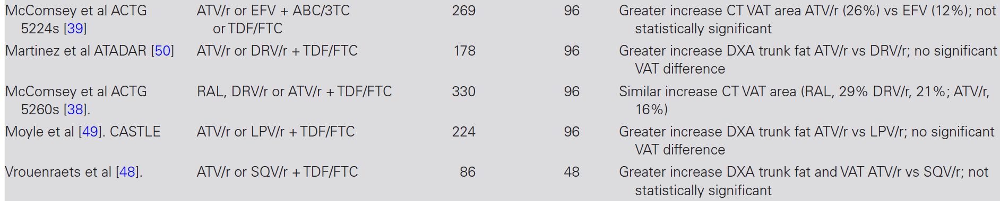 McComsey et al ACTG ATV/r or EFV + ABC/3TC 269 96 Greater increase CT VAT area ATV/r (26%) vs EFV (12%); not
5224s [39] or TDF/FTC statistically significant
Martinez et al ATADAR [50] ATV/r or DRV/r + TDF/FTC 178 96 Greater increase DXA trunk fat ATV/r vs DRV/r; no significant
VAT difference
McComsey et al ACTG RAL, DRV/r or ATV/r + TDF/FTC 330 96 Similar increase CT VAT area (RAL, 29% DRV/r, 21%; ATV/r,
5260s [38]. 16%)
Moyle et al [49]. CASTLE ATV/r or LPV/r + TDF/FTC 224 96 Greater increase DXA trunk fat ATV/r vs LPV/r; no significant
VAT difference
Vrouenraets et al [48]. ATV/r or SQV/r + TDF/FTC 86 48 Greater increase DXA trunk fat and VAT ATV/r vs SQV/r; not
statistically significant